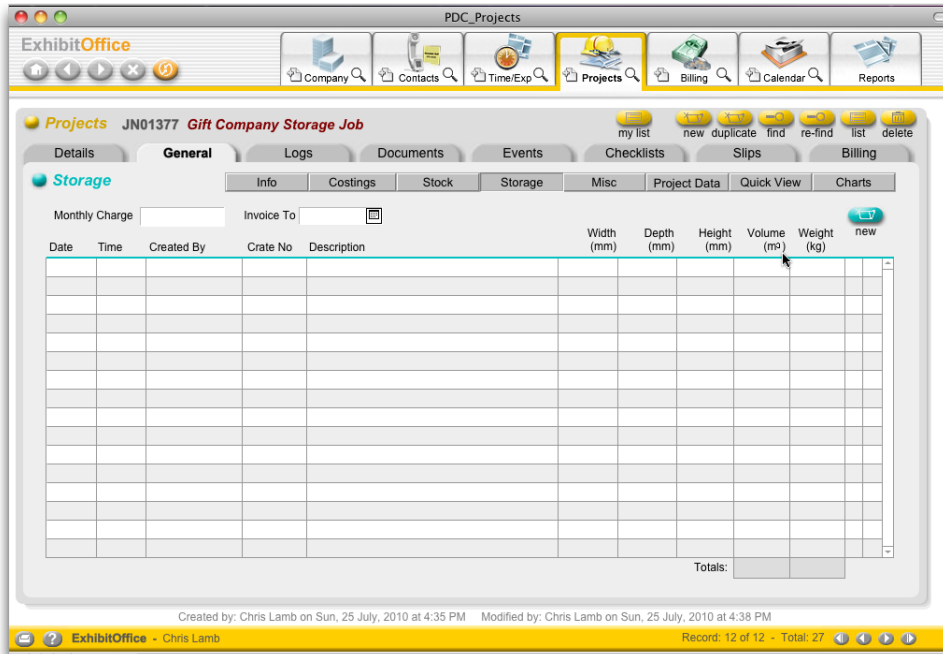 PDC_Projects
ExhibitOffice
Company Contacts Time/Exp Projects Billing Calendar Reports
Projects JN01377 Gift Company Storage Job
my list new duplicate find re-find list delete
Details General Logs Documents Events Checklists Slips Billing
Storage Info Costings Stock Storage Misc Project Data Quick View Charts
Monthly Charge Invoice To
new
Width Depth Height Volume Weight
Date Time Created By Crate No Description (mm) (mm) (mm) (mº) (kg)
Totals:
Created by: Chris Lamb on Sun, 25 July, 2010 at 4:35 PM Modified by: Chris Lamb on Sun, 25 July, 2010 at 4:38 PM
ExhibitOffice - Chris Lamb Record: 12 of 12 - Total: 27